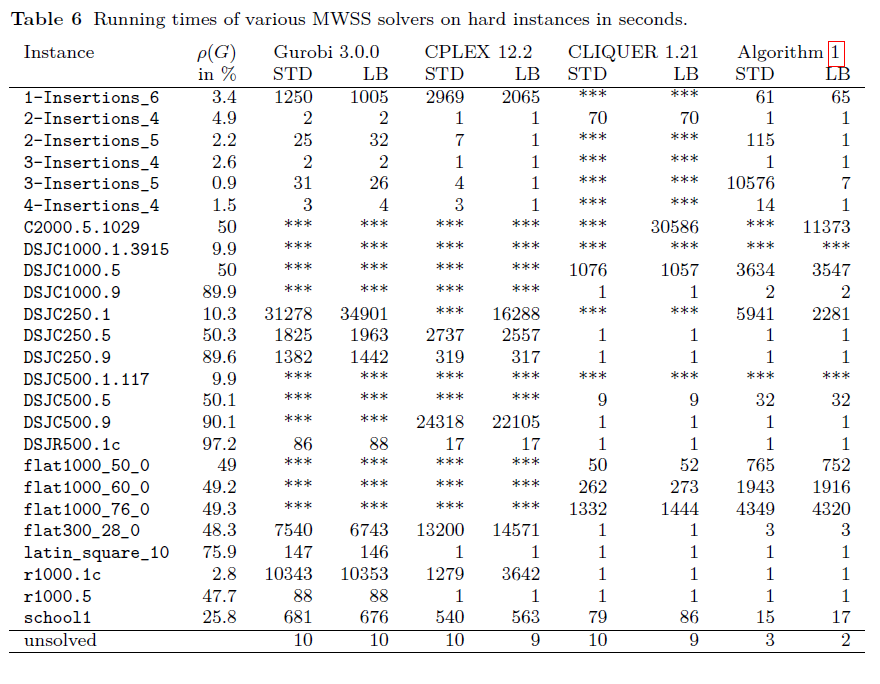 Table 6 Running times of various MWSS solvers on hard instances in seconds.
Instance ρ(G) Gurobi 3.0.0 CPLEX 12.2 CLIQUER 1.21 Algorithm 1
in % STD LB STD LB STD LB STD LB
1-Insertions_6 3.4 1250 1005 2969 2065 *** *** 61 65
2-Insertions_4 4.9 2 2 1 1 70 70 1 1
2-Insertions_5 2.2 25 32 7 1 *** *** 115 1
3-Insertions_4 2.6 2 2 1 1 *** *** 1 1
3-Insertions_5 0.9 31 26 4 1 *** *** 10576 7
4-Insertions_4 1.5 3 4 3 1 *** *** 14 1
C2000.5.1029 50 *** *** *** *** *** 30586 *** 11373
DSJC1000.1.3915 9.9 *** *** *** *** *** *** *** ***
DSJC1000.5 50 *** *** *** *** 1076 1057 3634 3547
DSJC1000.9 89.9 *** *** *** *** 1 1 2 2
DSJC250.1 10.3 31278 34901 *** 16288 *** *** 5941 2281
DSJC250.5 50.3 1825 1963 2737 2557 1 1 1 1
DSJC250.9 89.6 1382 1442 319 317 1 1 1 1
DSJC500.1.117 9.9 *** *** *** *** *** *** *** ***
DSJC500.5 50.1 *** *** *** *** 9 9 32 32
DSJC500.9 90.1 *** *** 24318 22105 1 1 1 1
DSJR500.1c 97.2 86 88 17 17 1 1 1 1
flat1000_50_0 49 *** *** *** *** 50 52 765 752
flat1000_60_0 49.2 *** *** *** *** 262 273 1943 1916
flat1000_76_0 49.3 *** *** *** *** 1332 1444 4349 4320
flat300_28_0 48.3 7540 6743 13200 14571 1 1 3 3
latin_square_10 75.9 147 146 1 1 1 1 1 1
r1000.1c 2.8 10343 10353 1279 3642 1 1 1 1
r1000.5 47.7 88 88 1 1 1 1 1 1
school1 25.8 681 676 540 563 79 86 15 17
unsolved 10 10 10 9 10 9 3 2